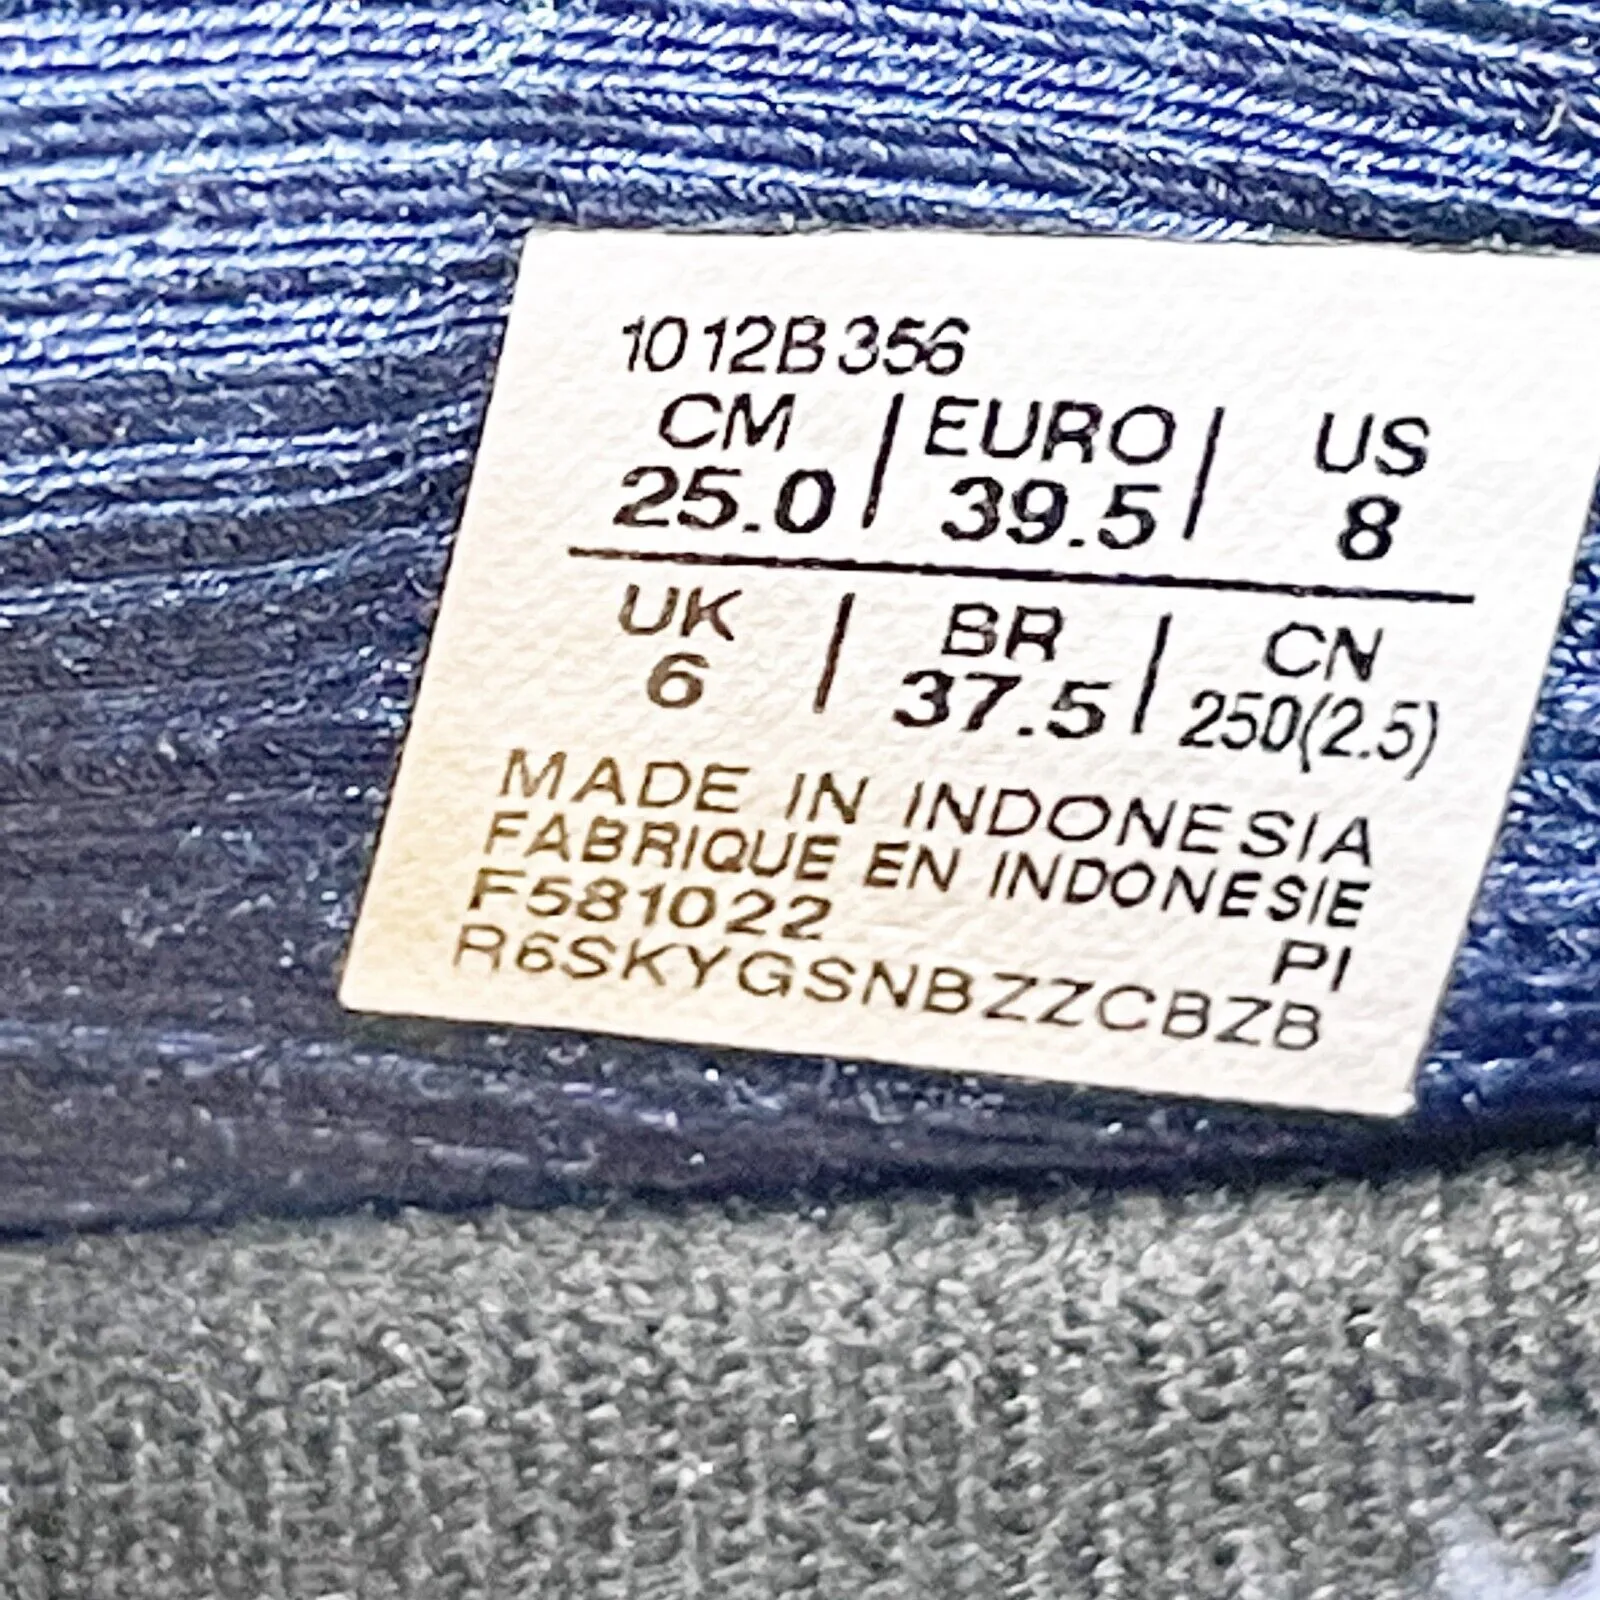 1012B356
CM | EURO | US
25.0 | 39.5 | 8
UK | BR | CN
6 | 37.5 | 250(2.5)
MADE IN INDONESIA
FABRIQUE EN INDONESIE
F581022 PI
R6SKYGSNBZZCBZB